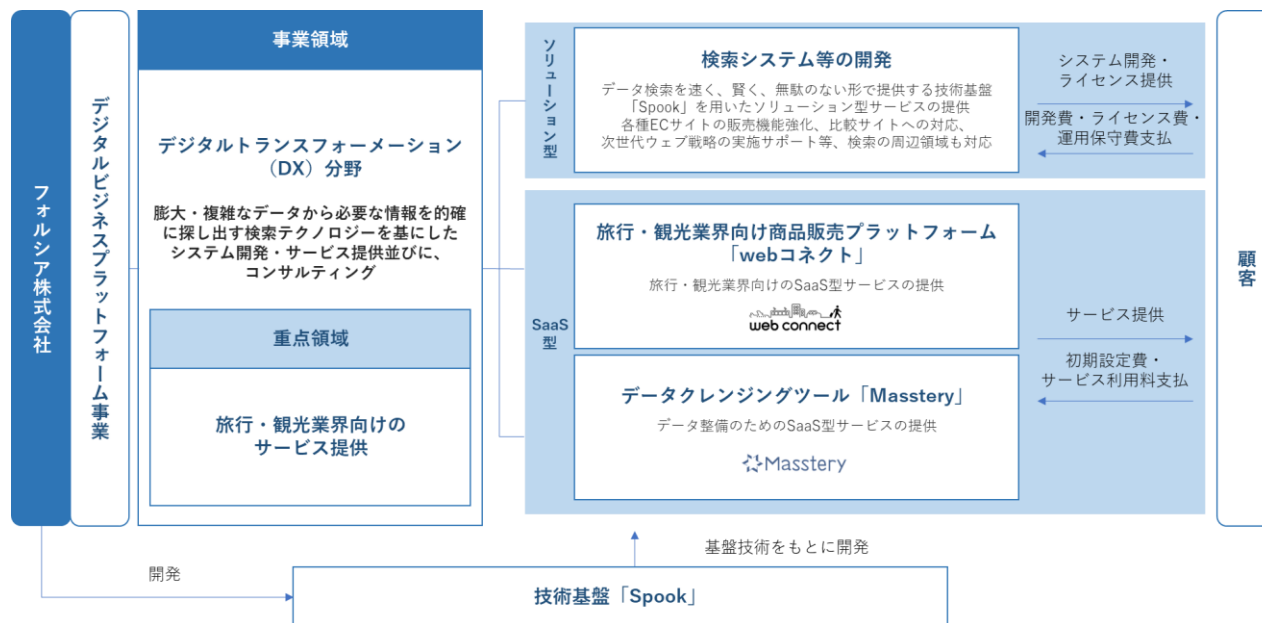 フォルシア株式会社
デジタルビジネスプラットフォーム事業
事業領域
デジタルトランスフォーメーション
（DX）分野
膨大・複雑なデータから必要な情報を的確
に探し出す検索テクノロジーを基にした
システム開発・サービス提供並びに、
コンサルティング
重点領域
旅行・観光業界向けの
サービス提供
ソリューション型
検索システム等の開発
データ検索を速く、賢く、無駄のない形で提供する技術基盤
「Spook」を用いたソリューション型サービスの提供
各種ECサイトの販売機能強化、比較サイトへの対応、
次世代ウェブ戦略の実施サポート等、検索の周辺領域も対応
システム開発・
ライセンス提供
開発費・ライセンス費・
運用保守費支払
SaaS
型
旅行・観光業界向け商品販売プラットフォーム
「webコネクト」
旅行・観光業界向けのSaaS型サービスの提供
web connect
データクレンジングツール「Masstery」
データ整備のためのSaaS型サービスの提供
Masstery
サービス提供
初期設定費・
サービス利用料支払
顧客
開発
基盤技術をもとに開発
技術基盤「Spook」